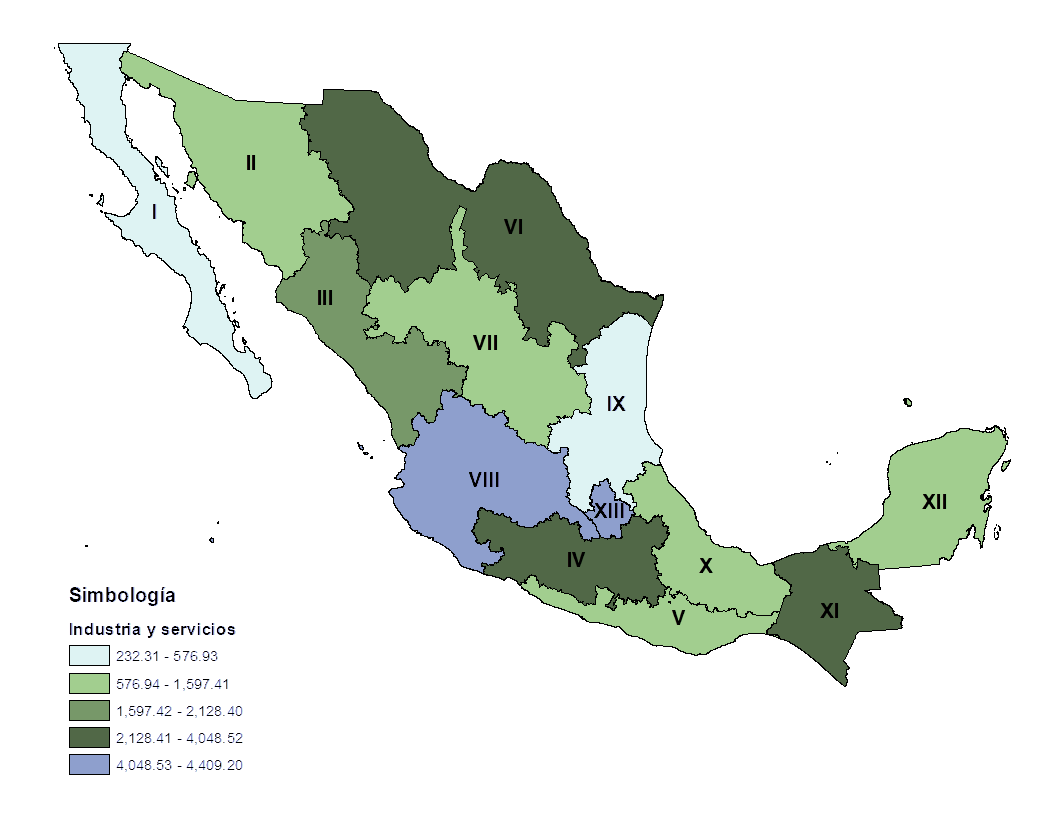 II
I
VI
III
VII
IX
VIII
XII
XIII
IV
X
XI
V
Simbología
Industria y servicios
232.31 - 576.93
576.94 - 1,597.41
1,597.42 - 2,128.40
2,128.41 - 4,048.52
4,048.53 - 4,409.20